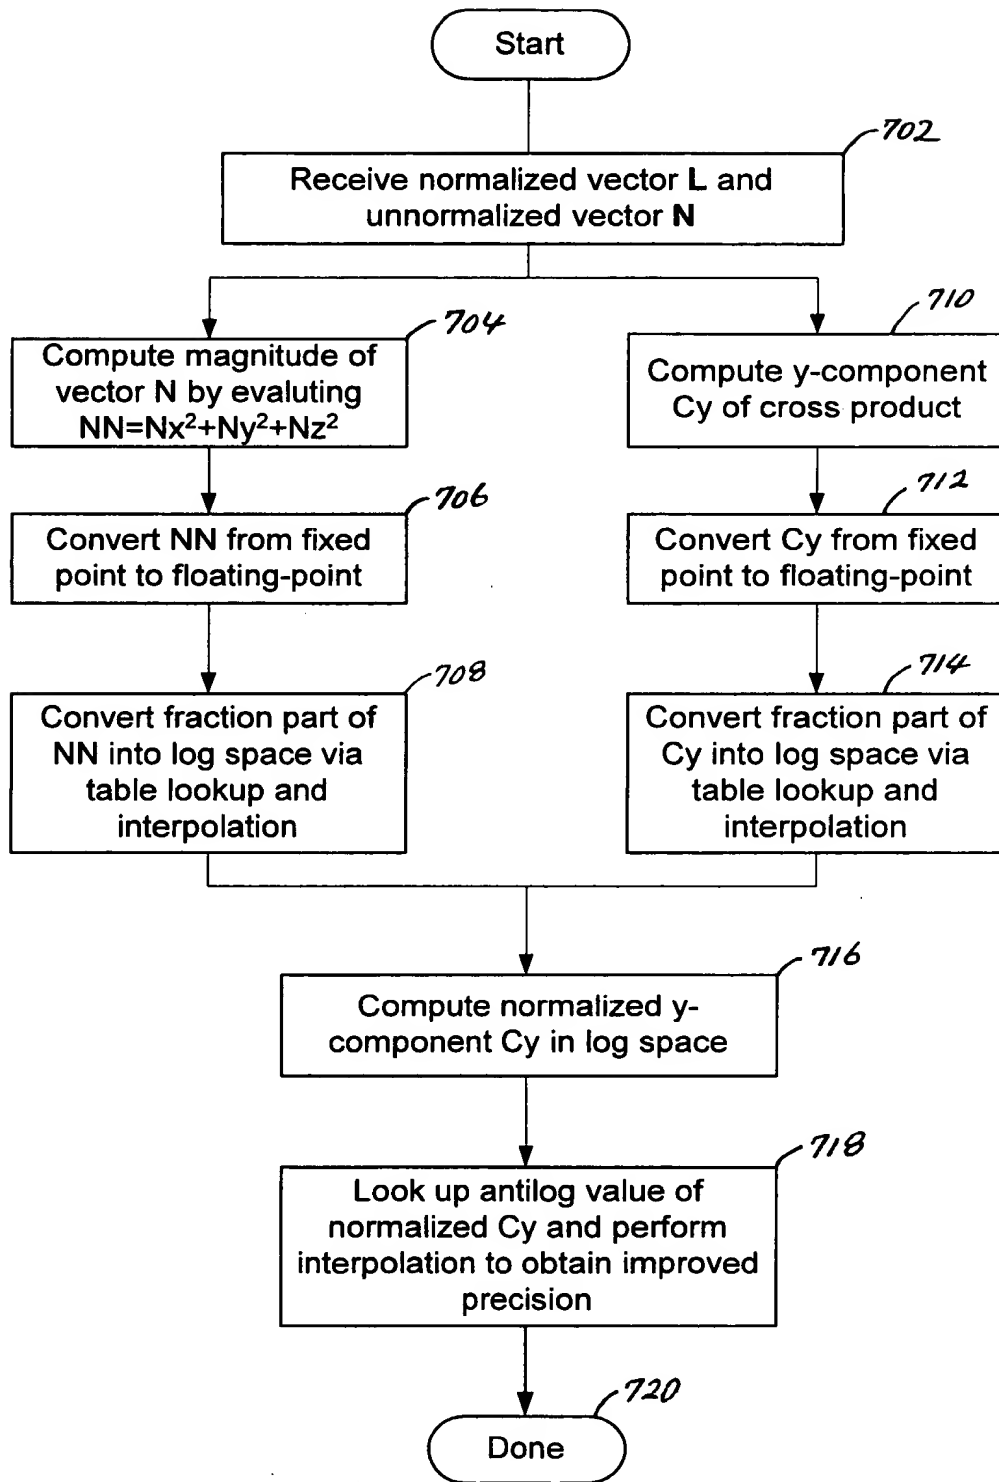 Start
702
Receive normalized vector L and
unnormalized vector N
704
Compute magnitude of
vector N by evaluting
NN=Nx²+Ny²+Nz²
710
Compute y-component
Cy of cross product
706
Convert NN from fixed
point to floating-point
712
Convert Cy from fixed
point to floating-point
708
Convert fraction part of
NN into log space via
table lookup and
interpolation
714
Convert fraction part of
Cy into log space via
table lookup and
interpolation
716
Compute normalized y-
component Cy in log space
718
Look up antilog value of
normalized Cy and perform
interpolation to obtain improved
precision
720
Done